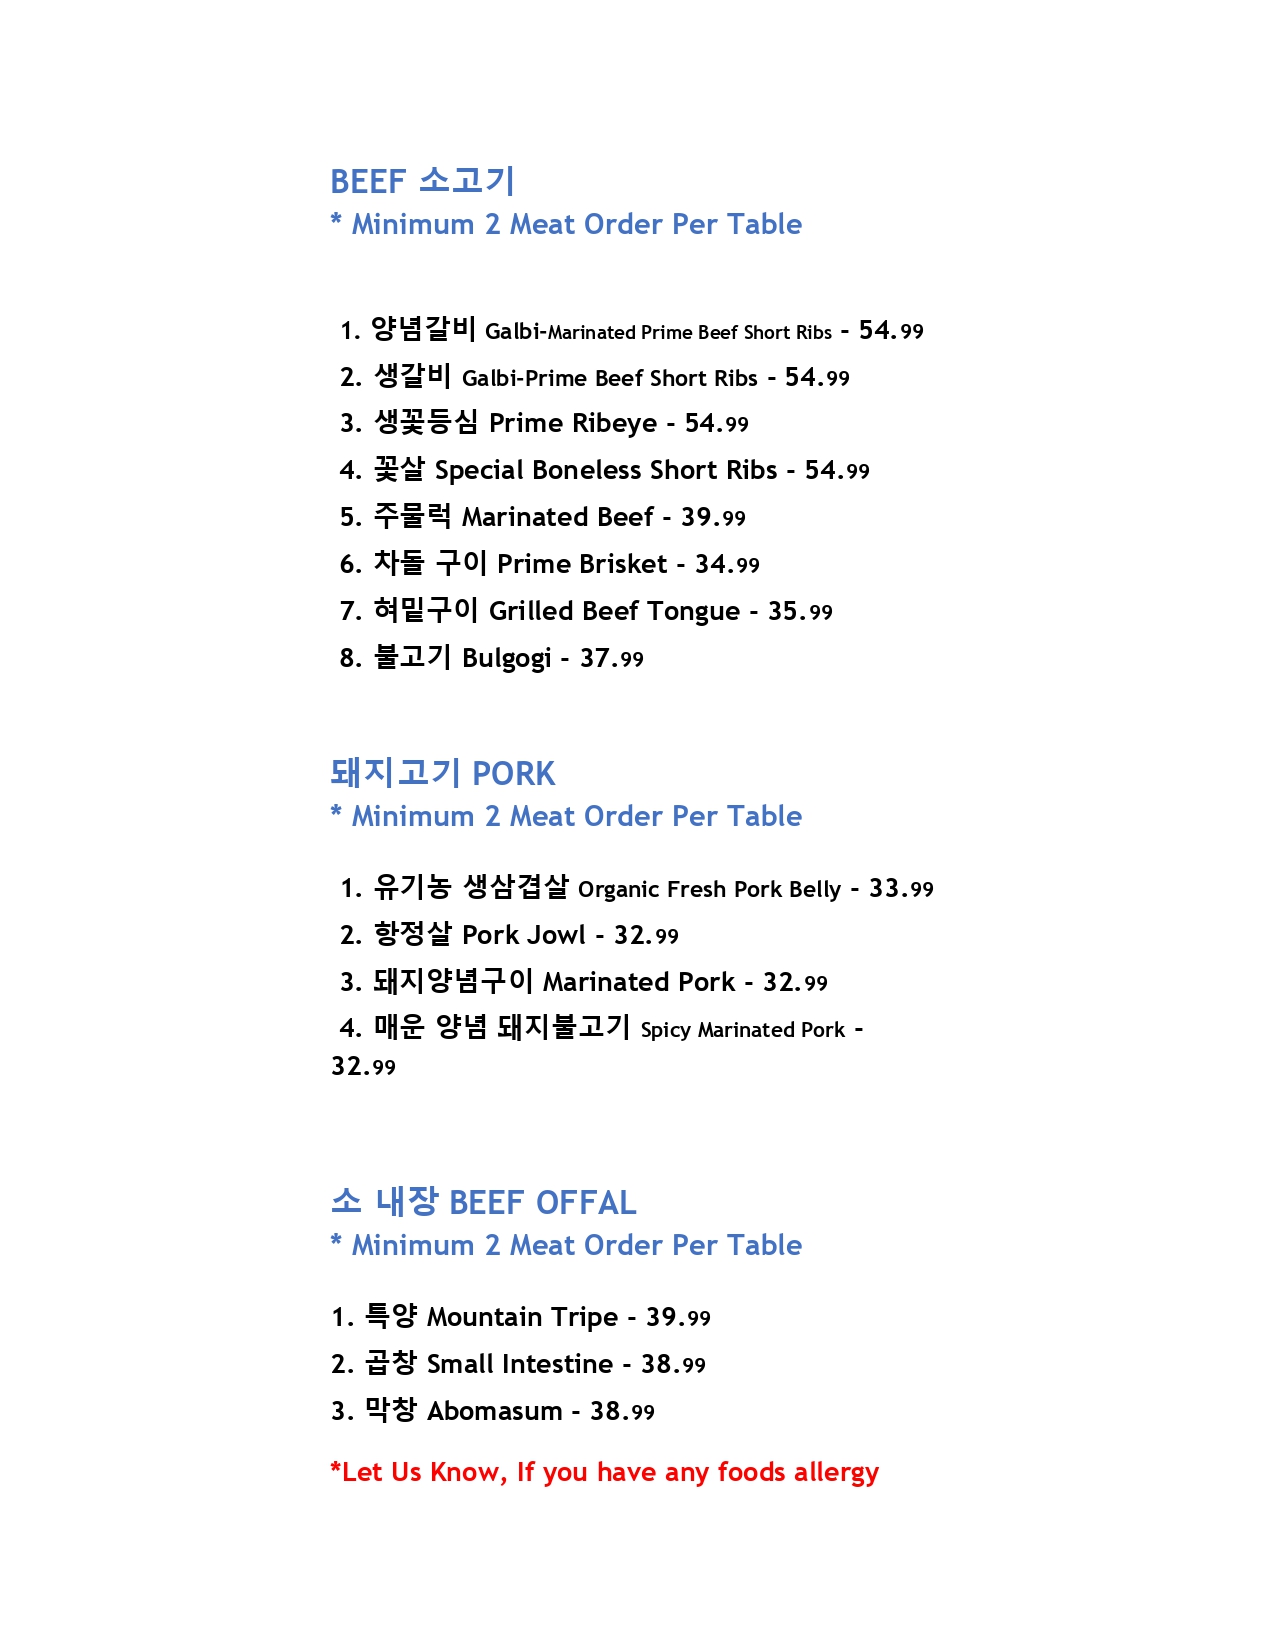 BEEF 소고기
* Minimum 2 Meat Order Per Table
1. 양념갈비 Galbi-Marinated Prime Beef Short Ribs - 54.99
2. 생갈비 Galbi-Prime Beef Short Ribs - 54.99
3. 생꽃등심 Prime Ribeye - 54.99
4. 꽃살 Special Boneless Short Ribs - 54.99
5. 주물럭 Marinated Beef - 39.99
6. 차돌 구이 Prime Brisket - 34.99
7. 혀밑구이 Grilled Beef Tongue - 35.99
8. 불고기 Bulgogi - 37.99
돼지고기 PORK
* Minimum 2 Meat Order Per Table
1. 유기농 생삼겹살 Organic Fresh Pork Belly - 33.99
2. 항정살 Pork Jowl - 32.99
3. 돼지양념구이 Marinated Pork - 32.99
4. 매운 양념 돼지불고기 Spicy Marinated Pork -
32.99
소 내장 BEEF OFFAL
* Minimum 2 Meat Order Per Table
1. 특양 Mountain Tripe - 39.99
2. 곱창 Small Intestine - 38.99
3. 막창 Abomasum - 38.99
*Let Us Know, If you have any foods allergy